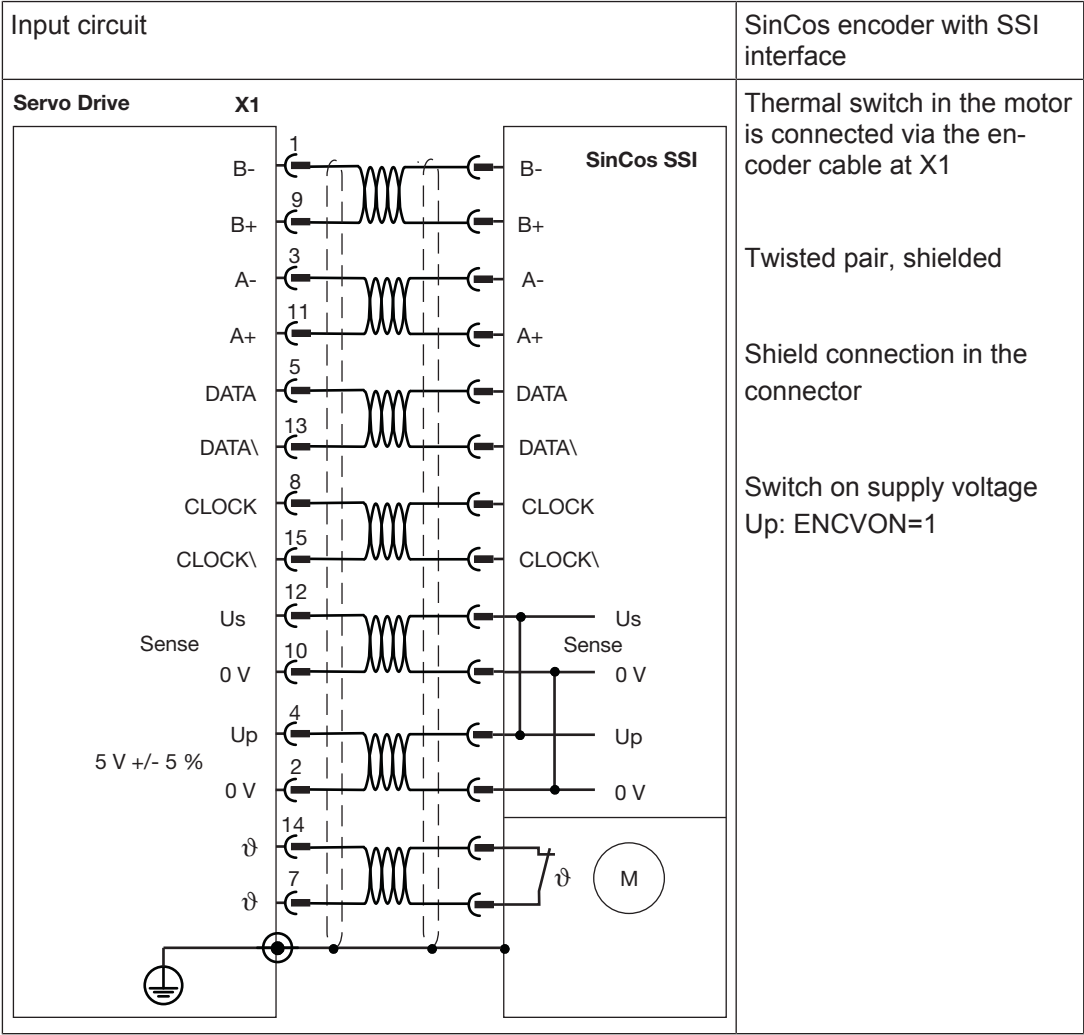 Input circuit
SinCos encoder with SSI
interface
Servo Drive X1
SinCos SSI
1
B- B-
9
B+ B+
3
A- A-
11
A+ A+
5
DATA DATA
13
DATA\ DATA\
8
CLOCK CLOCK
15
CLOCK\ CLOCK\
12
Us Us
Sense Sense
10
0 V 0 V
4
Up Up
5 V +/- 5 %
2
0 V 0 V
14
ϑ
ϑ M
7
ϑ
Thermal switch in the motor
is connected via the en-
coder cable at X1
Twisted pair, shielded
Shield connection in the
connector
Switch on supply voltage
Up: ENCVON=1